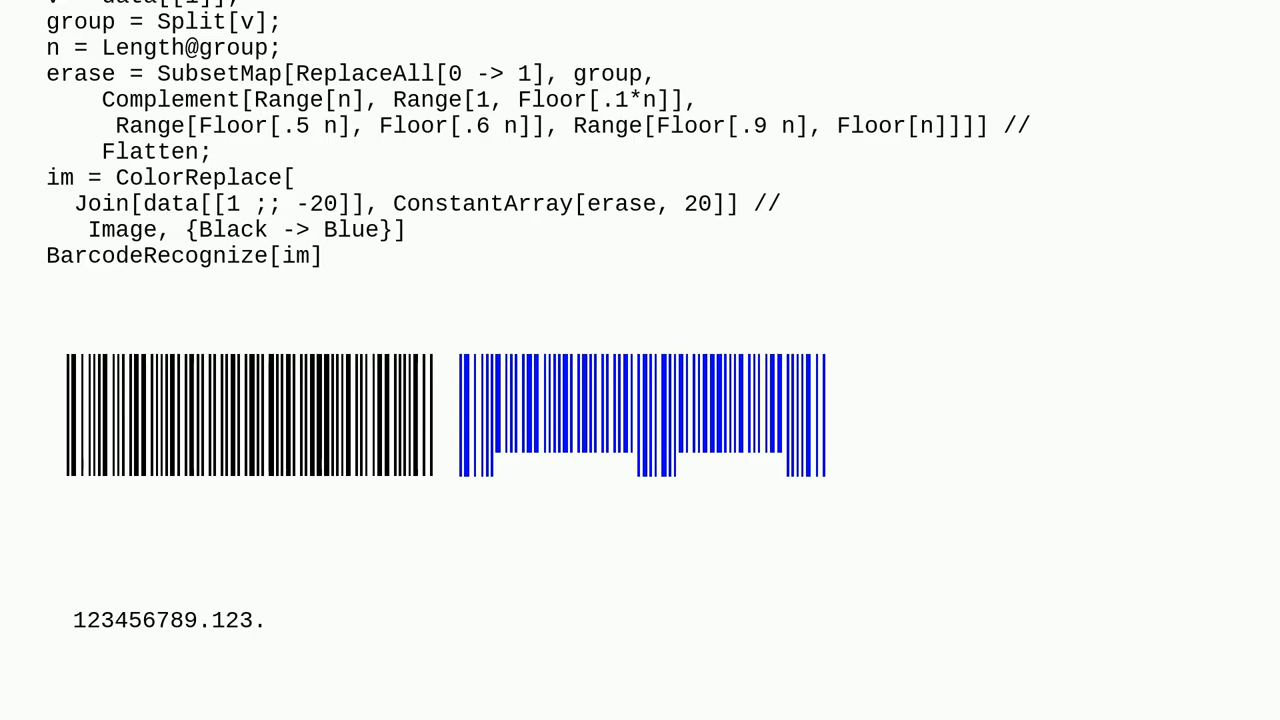 v = data[[1]];
group = Split[v];
n = Length@group;
erase = SubsetMap[ReplaceAll[0 -> 1], group,
Complement[Range[n], Range[1, Floor[.1*n]],
Range[Floor[.5 n], Floor[.6 n]], Range[Floor[.9 n], Floor[n]]]] //
Flatten;
im = ColorReplace[
Join[data[[1 ;; -20]], ConstantArray[erase, 20]] //
Image, {Black -> Blue}]
BarcodeRecognize[im]
123456789.123.